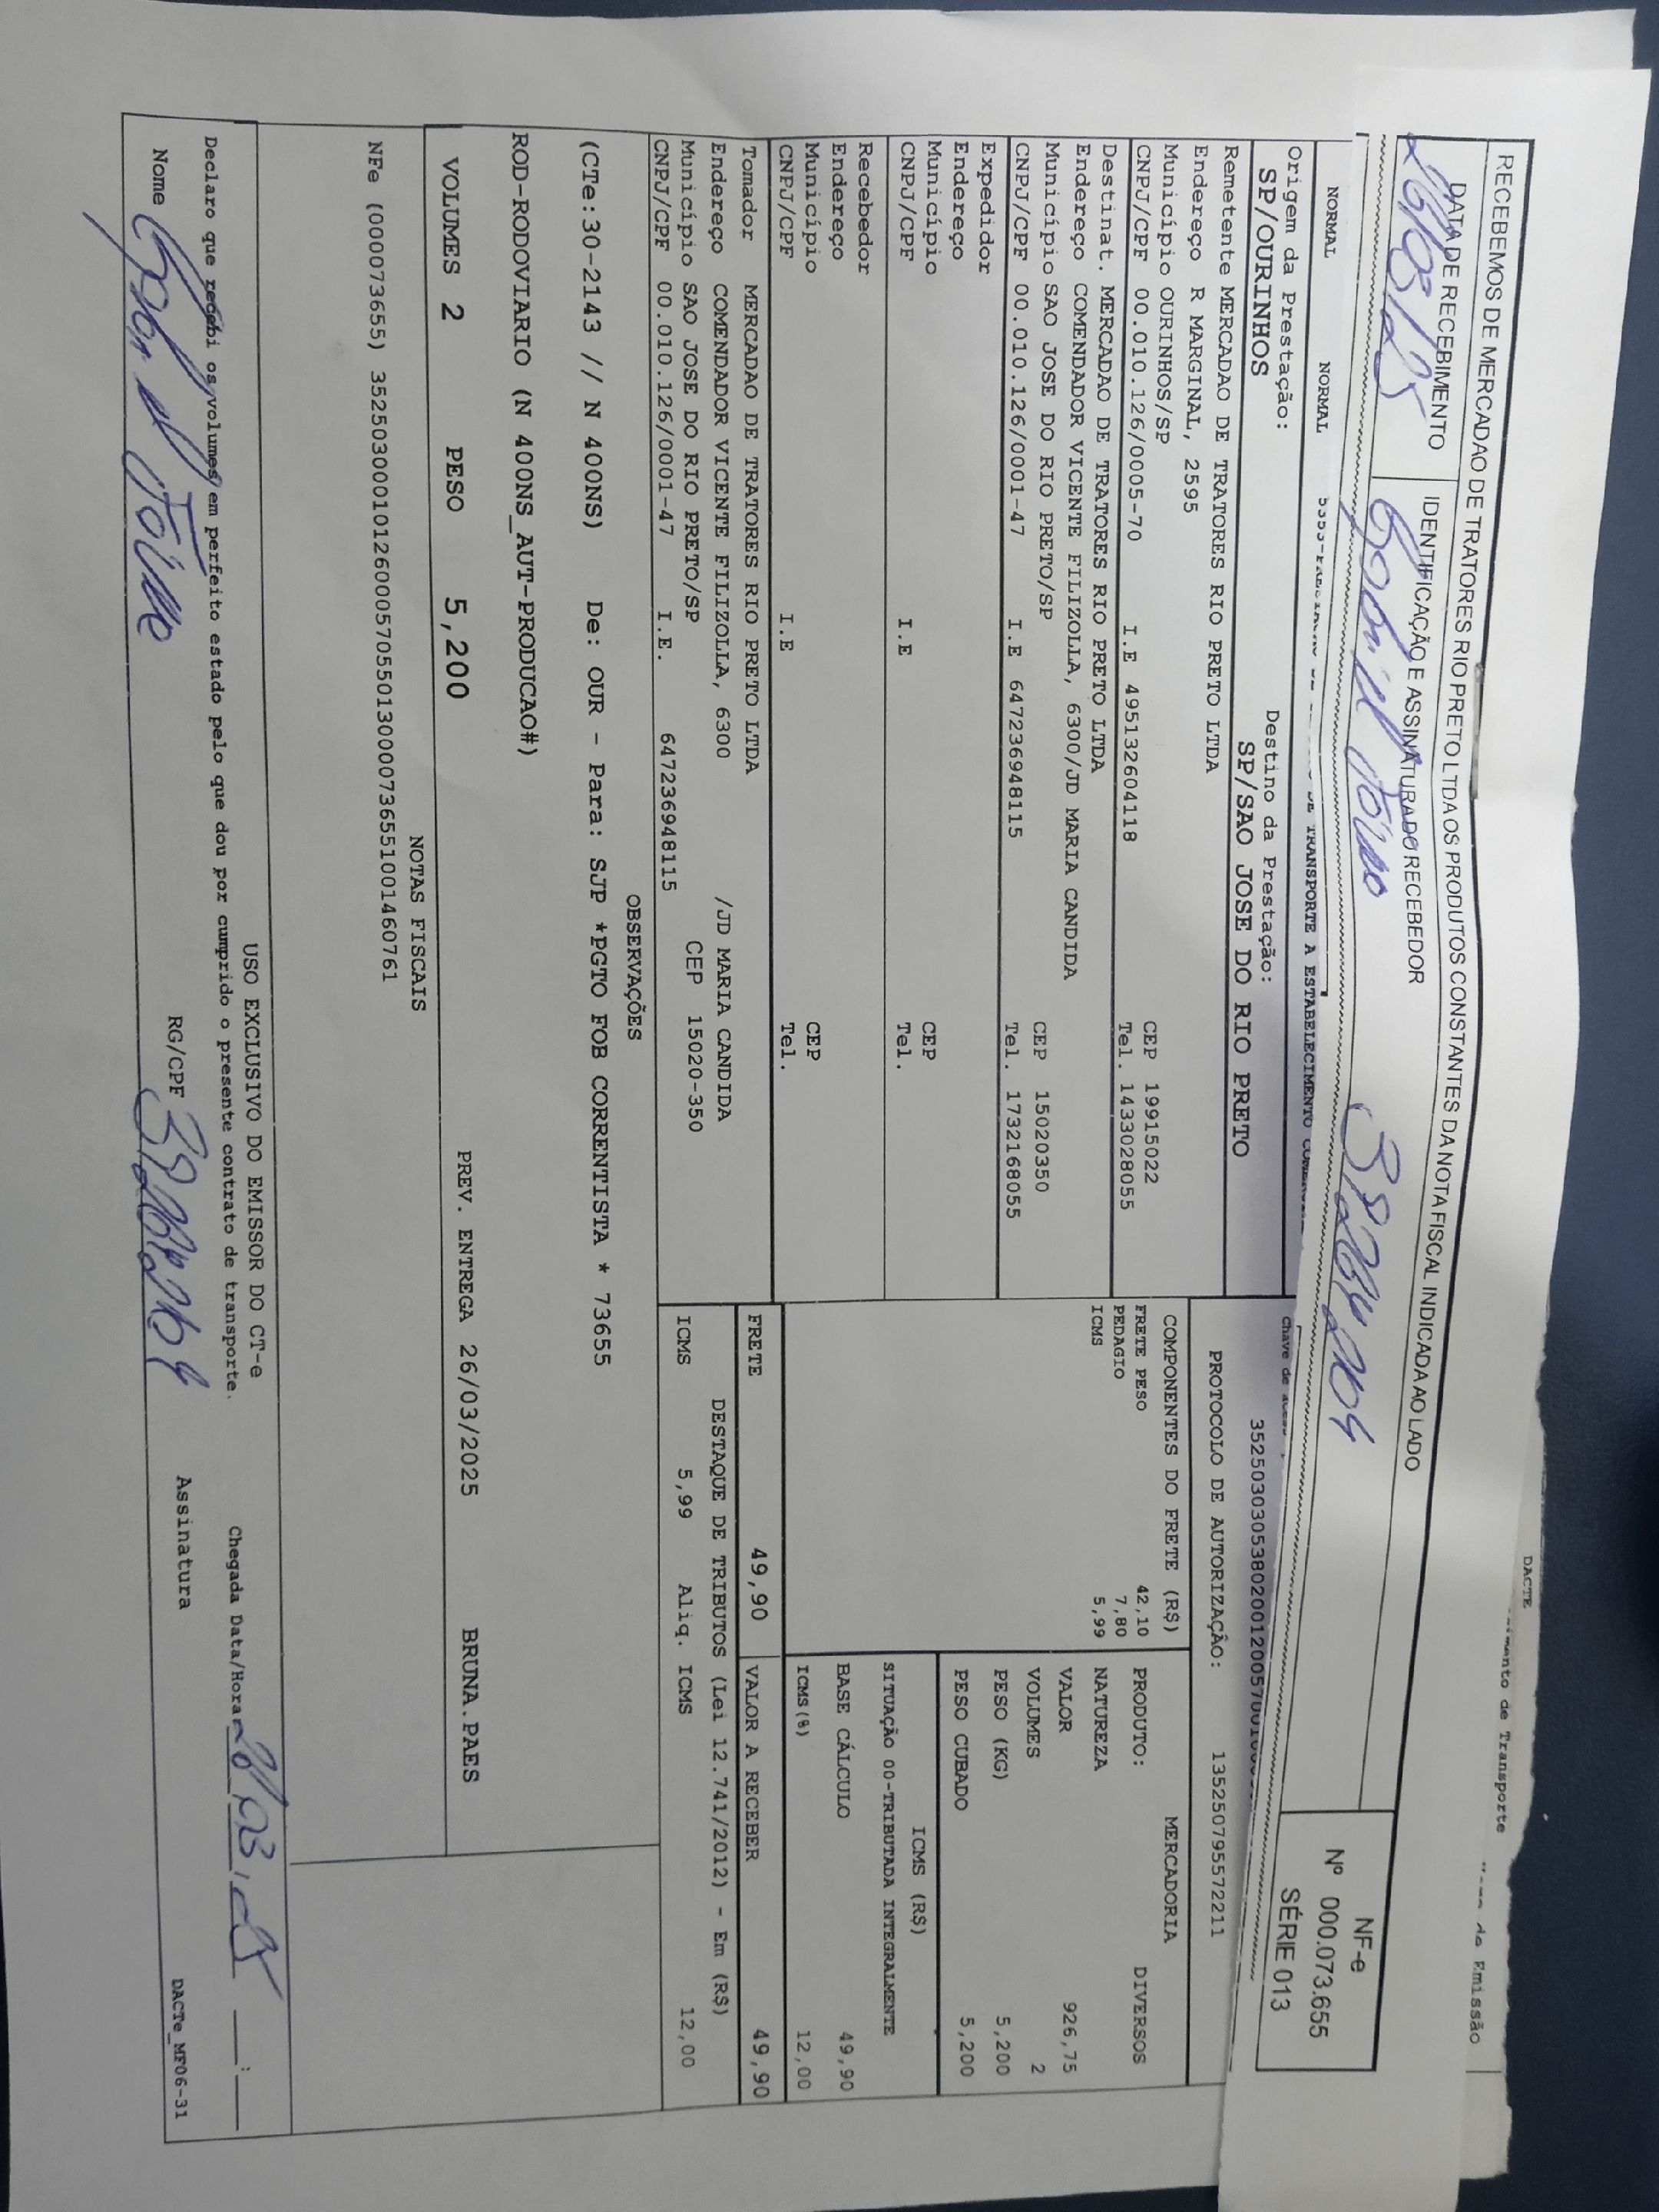 DACTE
mento de Transporte
de Emissão
RECEBEMOS DE MERCADAO DE TRATORES RIO PRETO LTDA OS PRODUTOS CONSTANTES DA NOTA FISCAL INDICADA AO LADO
DATA DE RECEBIMENTO
IDENTIFICAÇÃO E ASSINATURA DO RECEBEDOR
NF-e
Nº 000.073.655
SÉRIE 013
NORMAL NORMAL
DE TRANSPORTE A ESTABELECIMENTO
Origem da Prestação:
SP/OURINHOS
Destino da Prestação:
SP/SAO JOSE DO RIO PRETO
Chave de
PROTOCOLO DE AUTORIZAÇÃO: 135250795572211
Remetente MERCADAO DE TRATORES RIO PRETO LTDA
Endereço R MARGINAL, 2595
Município OURINHOS/SP CEP 19915022
CNPJ/CPF 00.010.126/0005-70 I.E 495132604118 Tel. 1433028055
Destinat. MERCADAO DE TRATORES RIO PRETO LTDA
Endereço COMENDADOR VICENTE FILIZOLLA, 6300/JD MARIA CANDIDA
Município SAO JOSE DO RIO PRETO/SP CEP 15020350
CNPJ/CPF 00.010.126/0001-47 I.E 647236948115 Tel. 1732168055
Expedidor
Endereço
Município CEP
CNPJ/CPF I.E Tel.
Recebedor
Endereço
Município CEP
CNPJ/CPF I.E Tel.
COMPONENTES DO FRETE (R$)
FRETE PESO 42,10
PEDAGIO 7,80
ICMS 5,99
MERCADORIA
PRODUTO: DIVERSOS
NATUREZA
VALOR 926,75
VOLUMES 2
PESO (KG) 5,200
PESO CUBADO 5,200
ICMS (R$)
SITUAÇÃO 00-TRIBUTADA INTEGRALMENTE
BASE CÁLCULO 49,90
ICMS(%) 12,00
Tomador MERCADAO DE TRATORES RIO PRETO LTDA
Endereço COMENDADOR VICENTE FILIZOLLA, 6300 /JD MARIA CANDIDA
Município SAO JOSE DO RIO PRETO/SP CEP 15020-350
CNPJ/CPF 00.010.126/0001-47 I.E. 647236948115
FRETE 49,90 VALOR A RECEBER 49,90
DESTAQUE DE TRIBUTOS (Lei 12.741/2012) - Em (R$)
ICMS 5,99 Aliq. ICMS 12,00
OBSERVAÇÕES
(CTe:30-2143 // N 400NS) De: OUR - Para: SJP *PGTO FOB CORRENTISTA * 73655
ROD-RODOVIARIO (N 400NS_AUT-PRODUCAO#)
VOLUMES 2 PESO 5,200 PREV. ENTREGA 26/03/2025 BRUNA.PAES
NOTAS FISCAIS
NFe (000073655) 35250300010126000570550130000736551001460761
USO EXCLUSIVO DO EMISSOR DO CT-e
Declaro que recebi os volumes em perfeito estado pelo que dou por cumprido o presente contrato de transporte.
Chegada Data/Hora
Nome RG/CPF Assinatura
DACTe_MF06-31